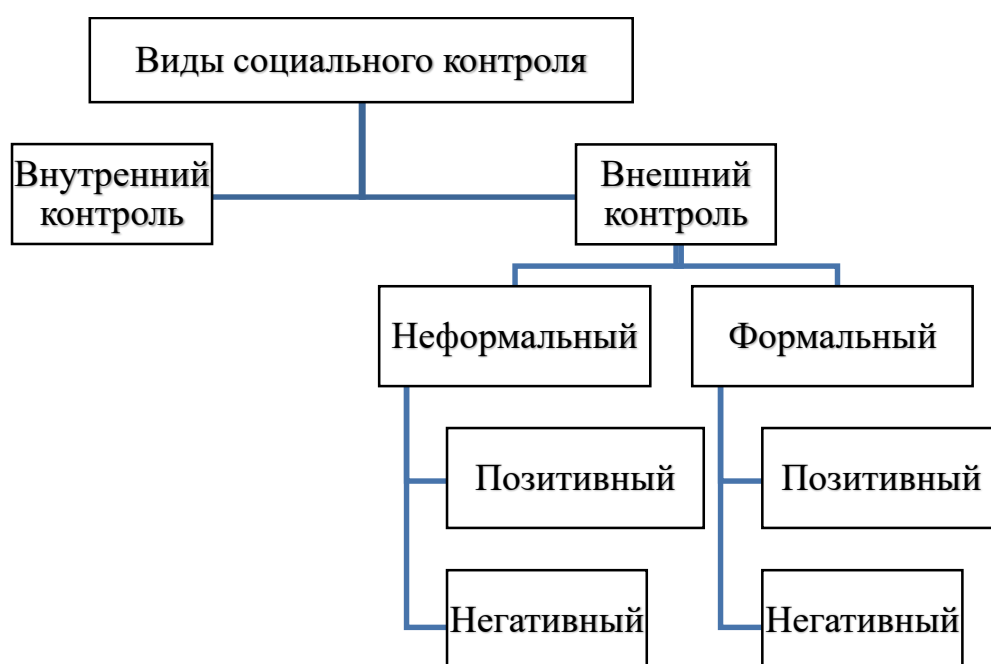 Виды социального контроля
Внутренний
контроль
Внешний
контроль
Неформальный
Формальный
Позитивный
Позитивный
Негативный
Негативный